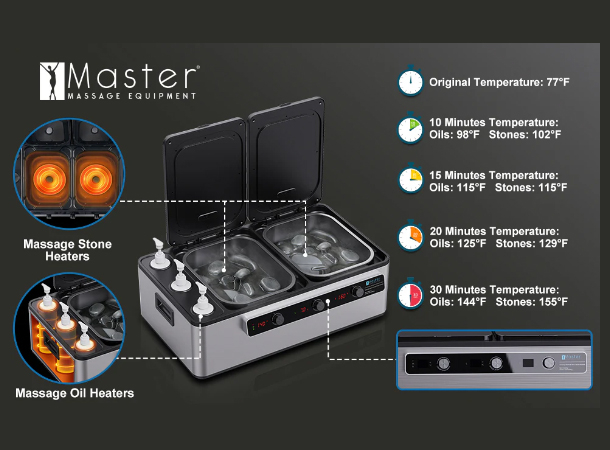 Master®
MASSAGE EQUIPMENT
Original Temperature: 77°F
10 Minutes Temperature:
Oils: 98°F Stones: 102°F
15 Minutes Temperature:
Oils: 115°F Stones: 115°F
20 Minutes Temperature:
Oils: 125°F Stones: 129°F
30 Minutes Temperature:
Oils: 144°F Stones: 155°F
Massage Stone
Heaters
Massage Oil Heaters
Master